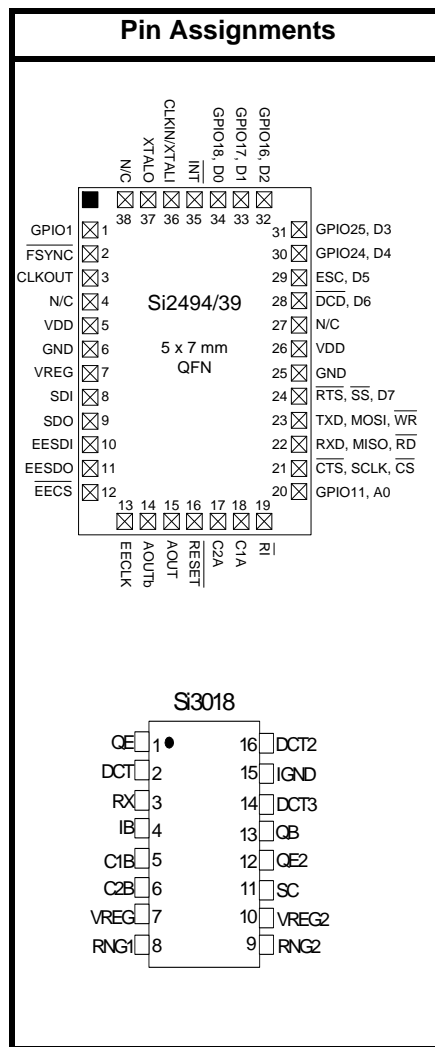 Pin Assignments
N/C
XTALO
CLKIN/XTALI
INT
GPIO18, D0
GPIO17, D1
GPIO16, D2
38 37 36 35 34 33 32
GPIO1 1
FSYNC 2
CLKOUT 3
N/C 4
VDD 5
GND 6
VREG 7
SDI 8
SDO 9
EESDI 10
EESDO 11
EECS 12
Si2494/39
5 x 7 mm
QFN
31 GPIO25, D3
30 GPIO24, D4
29 ESC, D5
28 DCD, D6
27 N/C
26 VDD
25 GND
24 RTS, SS, D7
23 TXD, MOSI, WR
22 RXD, MISO, RD
21 CTS, SCLK, CS
20 GPIO11, A0
13 14 15 16 17 18 19
EECLK
AOUTb
AOUT
RESET
C2A
C1A
RI
Si3018
QE 1 16 DCT2
DCT 2 15 IGND
RX 3 14 DCT3
IB 4 13 QB
C1B 5 12 QE2
C2B 6 11 SC
VREG 7 10 VREG2
RNG1 8 9 RNG2